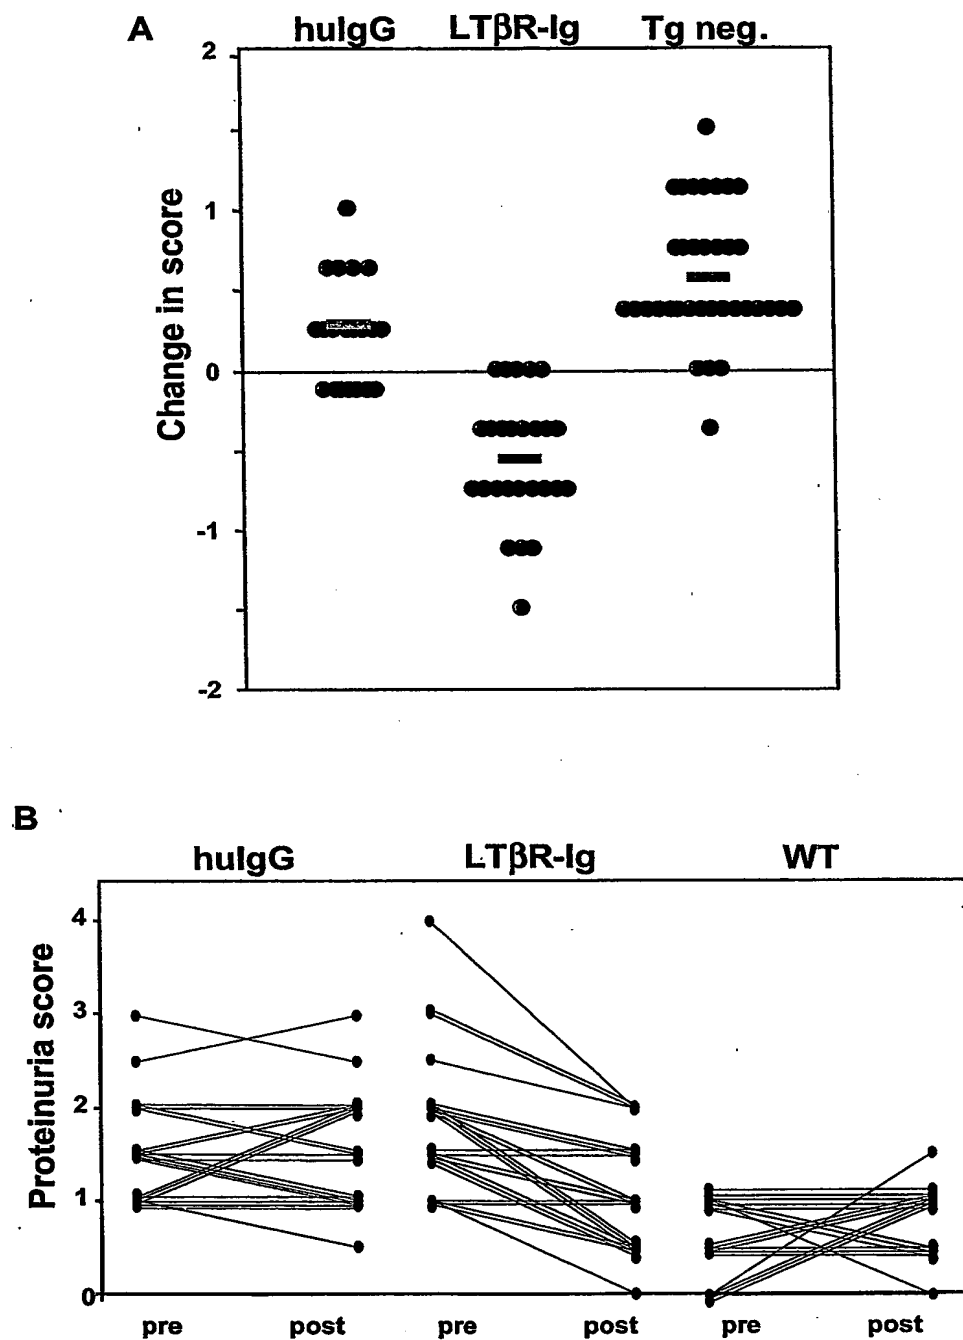 A
huIgG LTβR-Ig Tg neg.
2
1
0
-1
-2
Change in score
B
huIgG LTβR-Ig WT
4
3
2
1
0
Proteinuria score
pre post pre post pre post